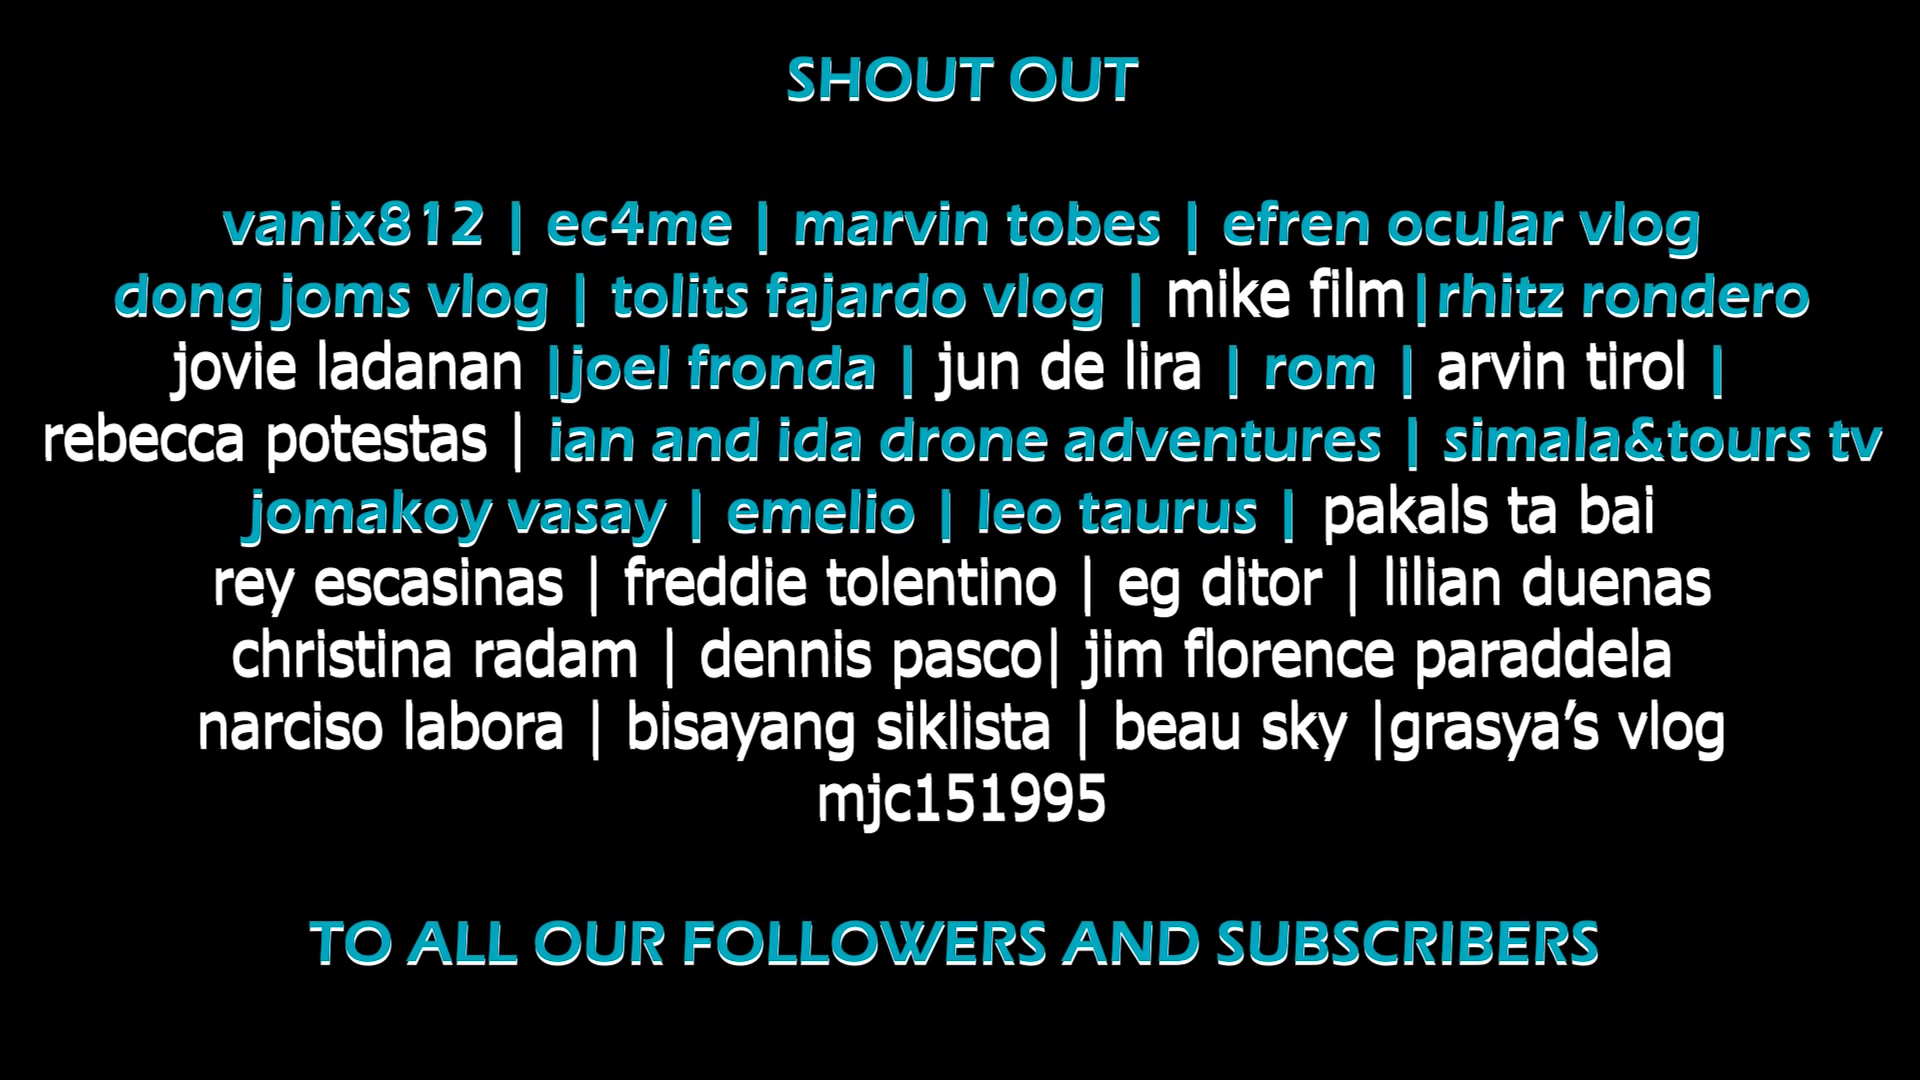 SHOUT OUT
vanix812 | ec4me | marvin tobes | efren ocular vlog
dong joms vlog | tolits fajardo vlog | mike film|rhitz rondero
jovie ladanan |joel fronda | jun de lira | rom | arvin tirol |
rebecca potestas | ian and ida drone adventures | simala&tours tv
jomakoy vasay | emelio | leo taurus | pakals ta bai
rey escasinas | freddie tolentino | eg ditor | lilian duenas
christina radam | dennis pasco| jim florence paraddela
narciso labora | bisayang siklista | beau sky |grasya’s vlog
mjc151995
TO ALL OUR FOLLOWERS AND SUBSCRIBERS